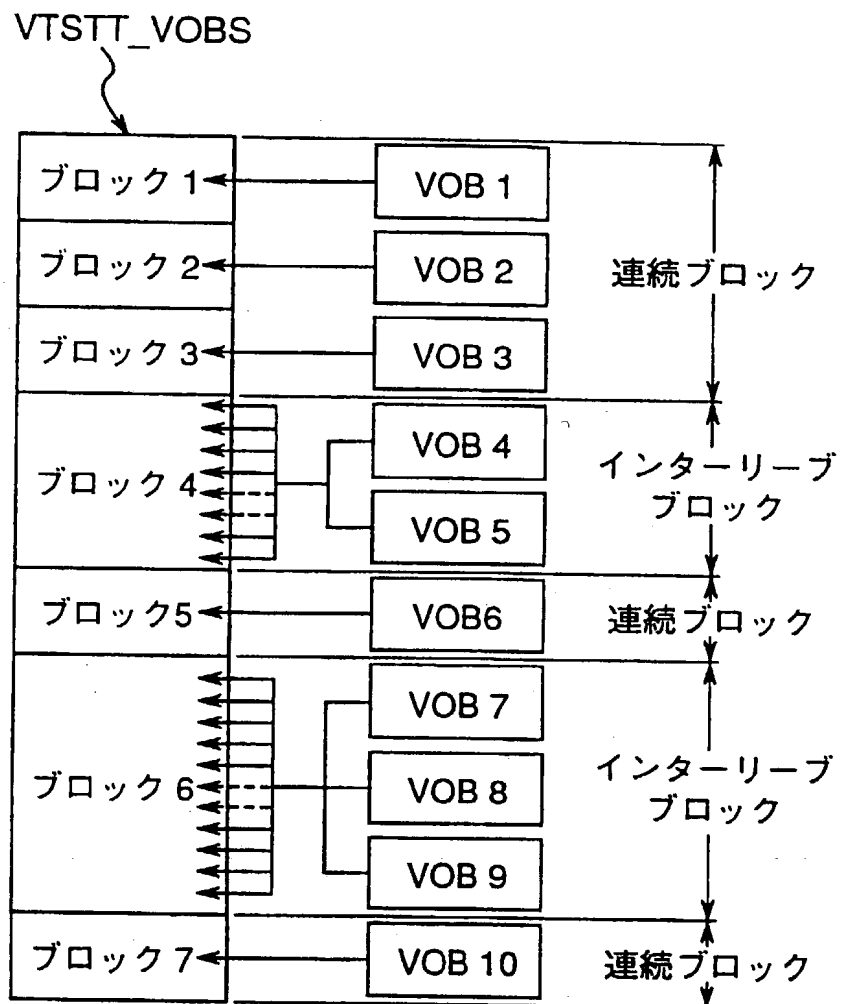 VTSTT_VOBS
ブロック 1
VOB 1
ブロック 2
VOB 2
連続ブロック
ブロック 3
VOB 3
ブロック 4
VOB 4
インターリーブ
ブロック
VOB 5
ブロック5
VOB6
連続ブロック
ブロック 6
VOB 7
VOB 8
インターリーブ
ブロック
VOB 9
ブロック 7
VOB 10
連続ブロック